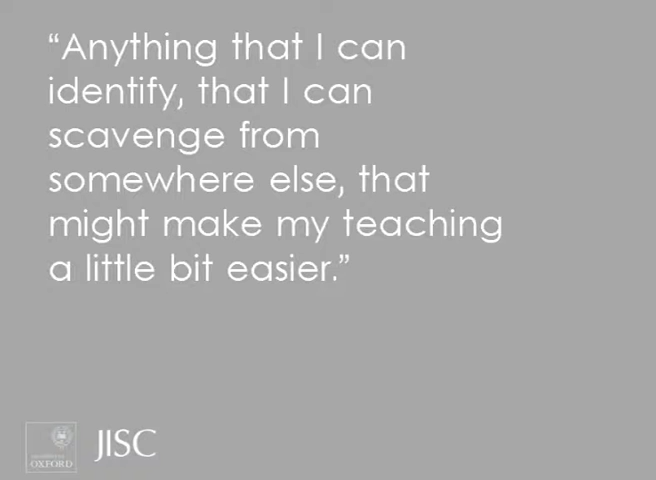 “Anything that I can
identify, that I can
scavenge from
somewhere else, that
might make my teaching
a little bit easier.”
OXFORD
JISC